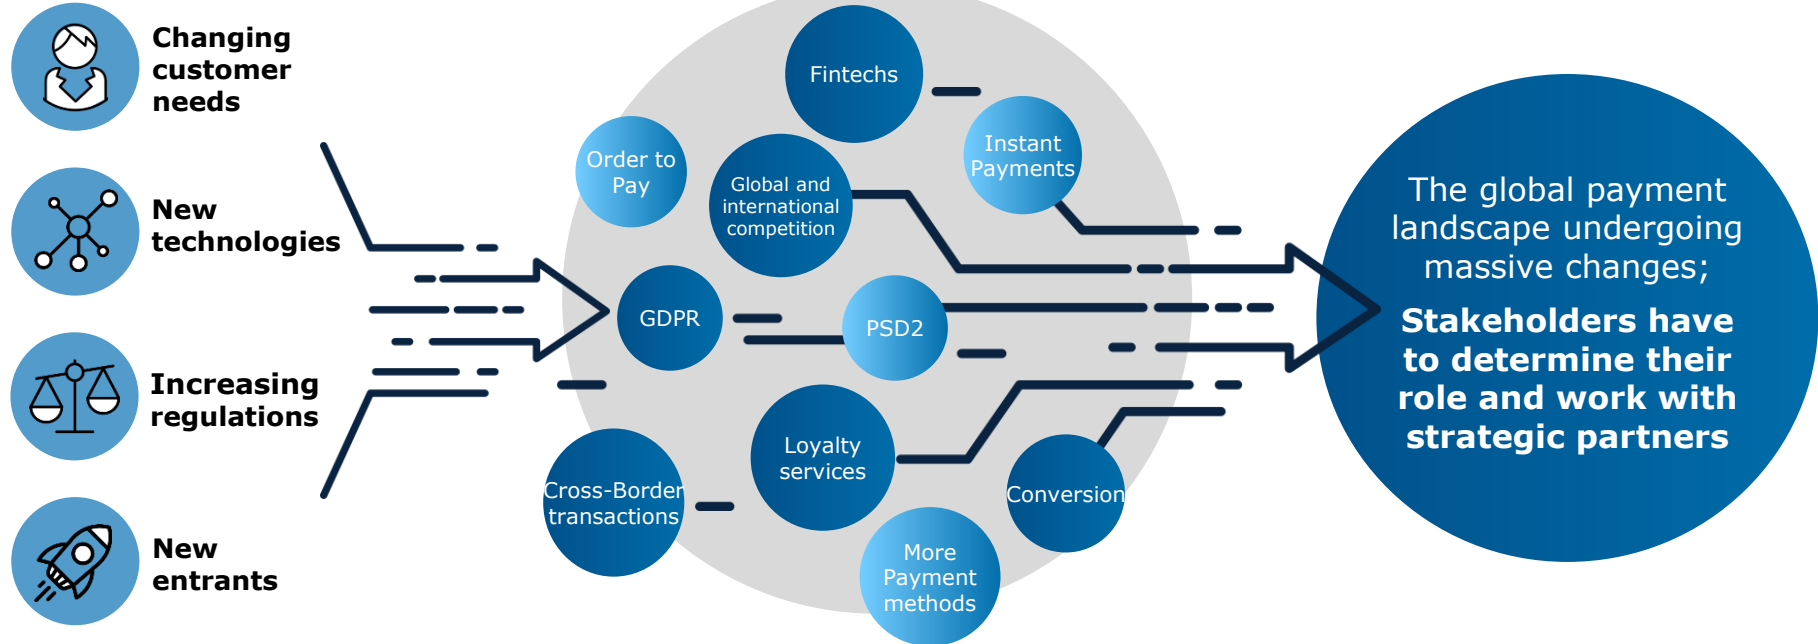 Changing
customer
needs
New
technologies
Increasing
regulations
New
entrants
Fintechs
Order to
Pay
Instant
Payments
Global and
international
competition
GDPR
PSD2
Loyalty
services
Cross-Border
transactions
Conversion
More
Payment
methods
The global payment
landscape undergoing
massive changes;
Stakeholders have
to determine their
role and work with
strategic partners